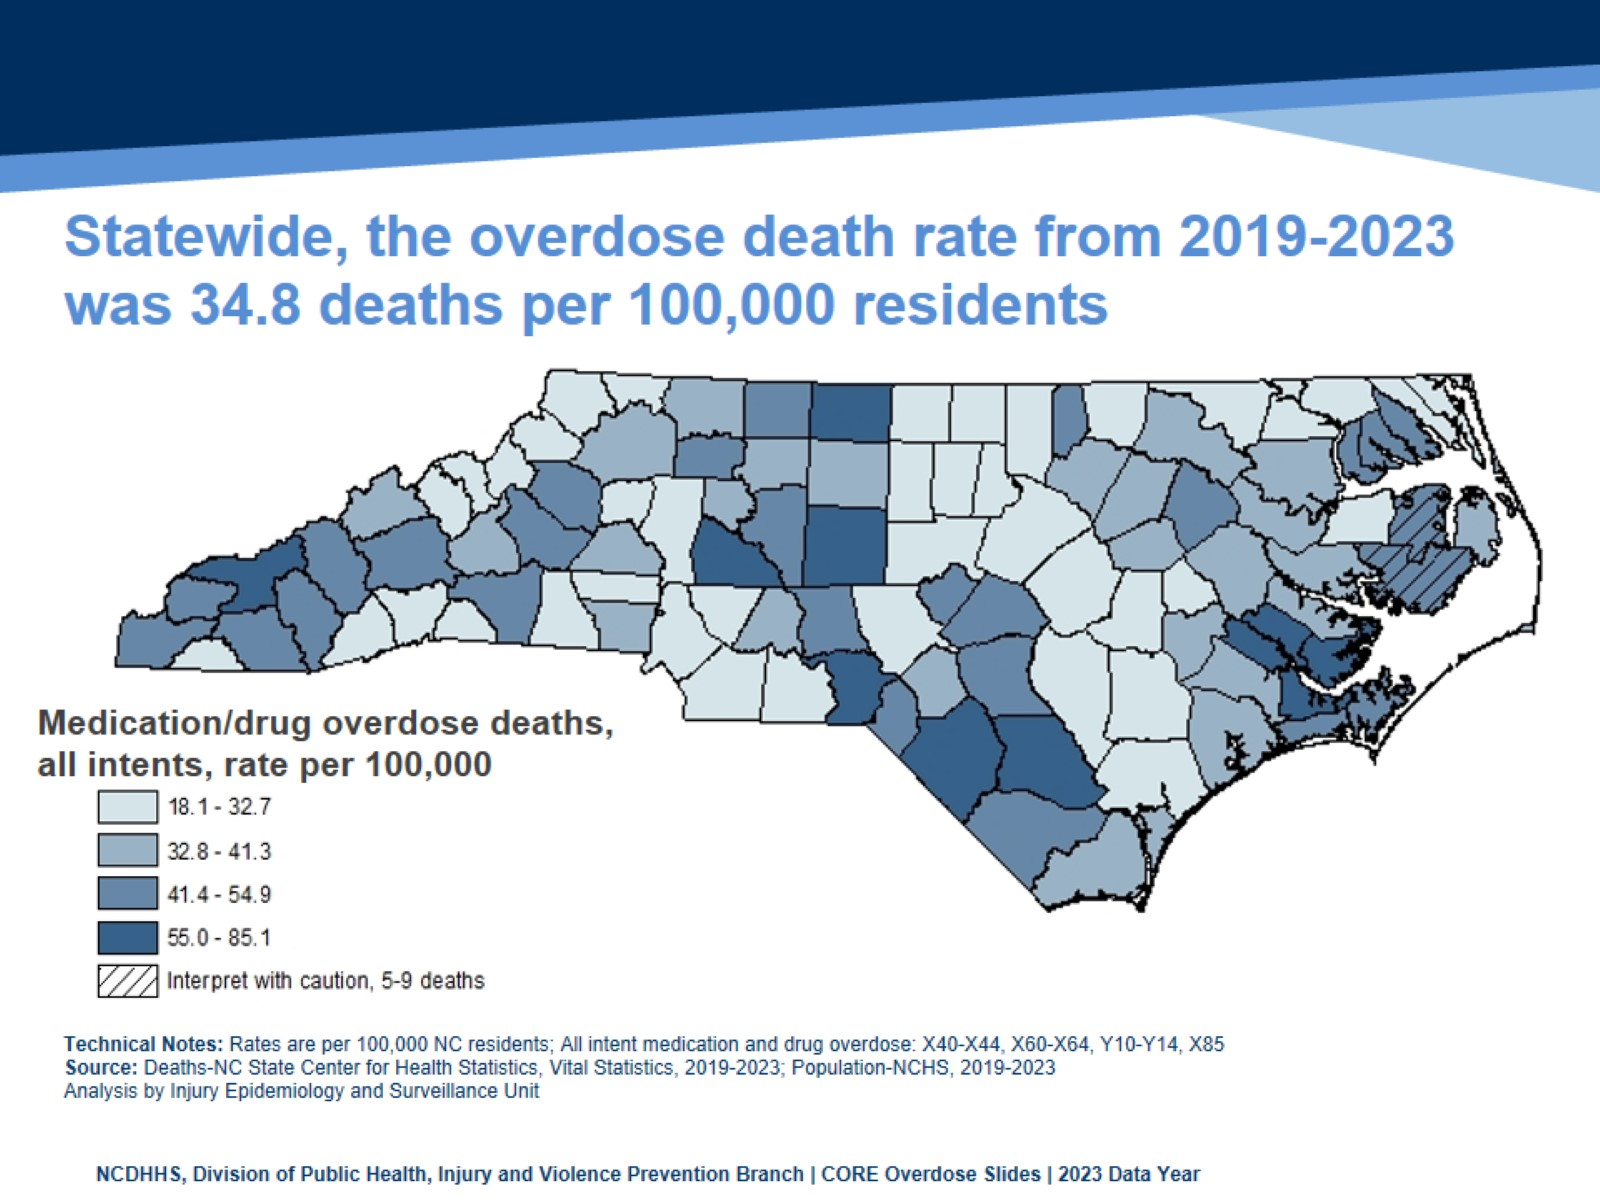 Statewide, the overdose death rate from 2019-2023
was 34.8 deaths per 100,000 residents
Medication/drug overdose deaths,
all intents, rate per 100,000
18.1 - 32.7
32.8 - 41.3
41.4 - 54.9
55.0 - 85.1
Interpret with caution, 5-9 deaths
Technical Notes: Rates are per 100,000 NC residents; All intent medication and drug overdose: X40-X44, X60-X64, Y10-Y14, X85
Source: Deaths-NC State Center for Health Statistics, Vital Statistics, 2019-2023; Population-NCHS, 2019-2023
Analysis by Injury Epidemiology and Surveillance Unit
NCDHHS, Division of Public Health, Injury and Violence Prevention Branch | CORE Overdose Slides | 2023 Data Year